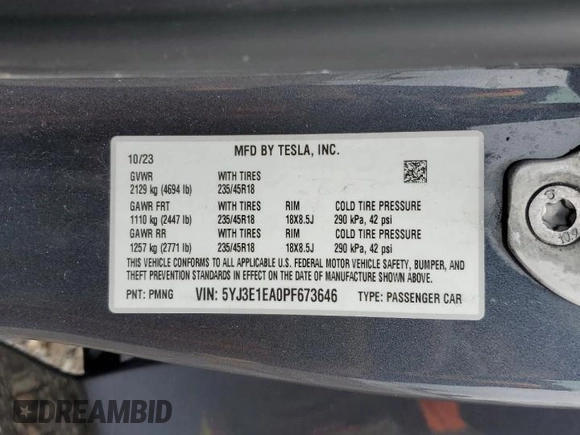 10/23 MFD BY TESLA, INC.
GVWR WITH TIRES
2129 kg (4694 lb) 235/45R18
GAWR FRT WITH TIRES RIM COLD TIRE PRESSURE
1110 kg (2447 lb) 235/45R18 18X8.5J 290 kPa, 42 psi
GAWR RR WITH TIRES RIM COLD TIRE PRESSURE
1257 kg (2771 lb) 235/45R18 18X8.5J 290 kPa, 42 psi
THIS VEHICLE CONFORMS TO ALL APPLICABLE U.S. FEDERAL MOTOR VEHICLE SAFETY, BUMPER, AND
THEFT PREVENTION STANDARDS IN EFFECT ON THE DATE OF MANUFACTURE SHOWN ABOVE.
PNT: PMNG VIN: 5YJ3E1EA0PF673646 TYPE: PASSENGER CAR
DREAMBID